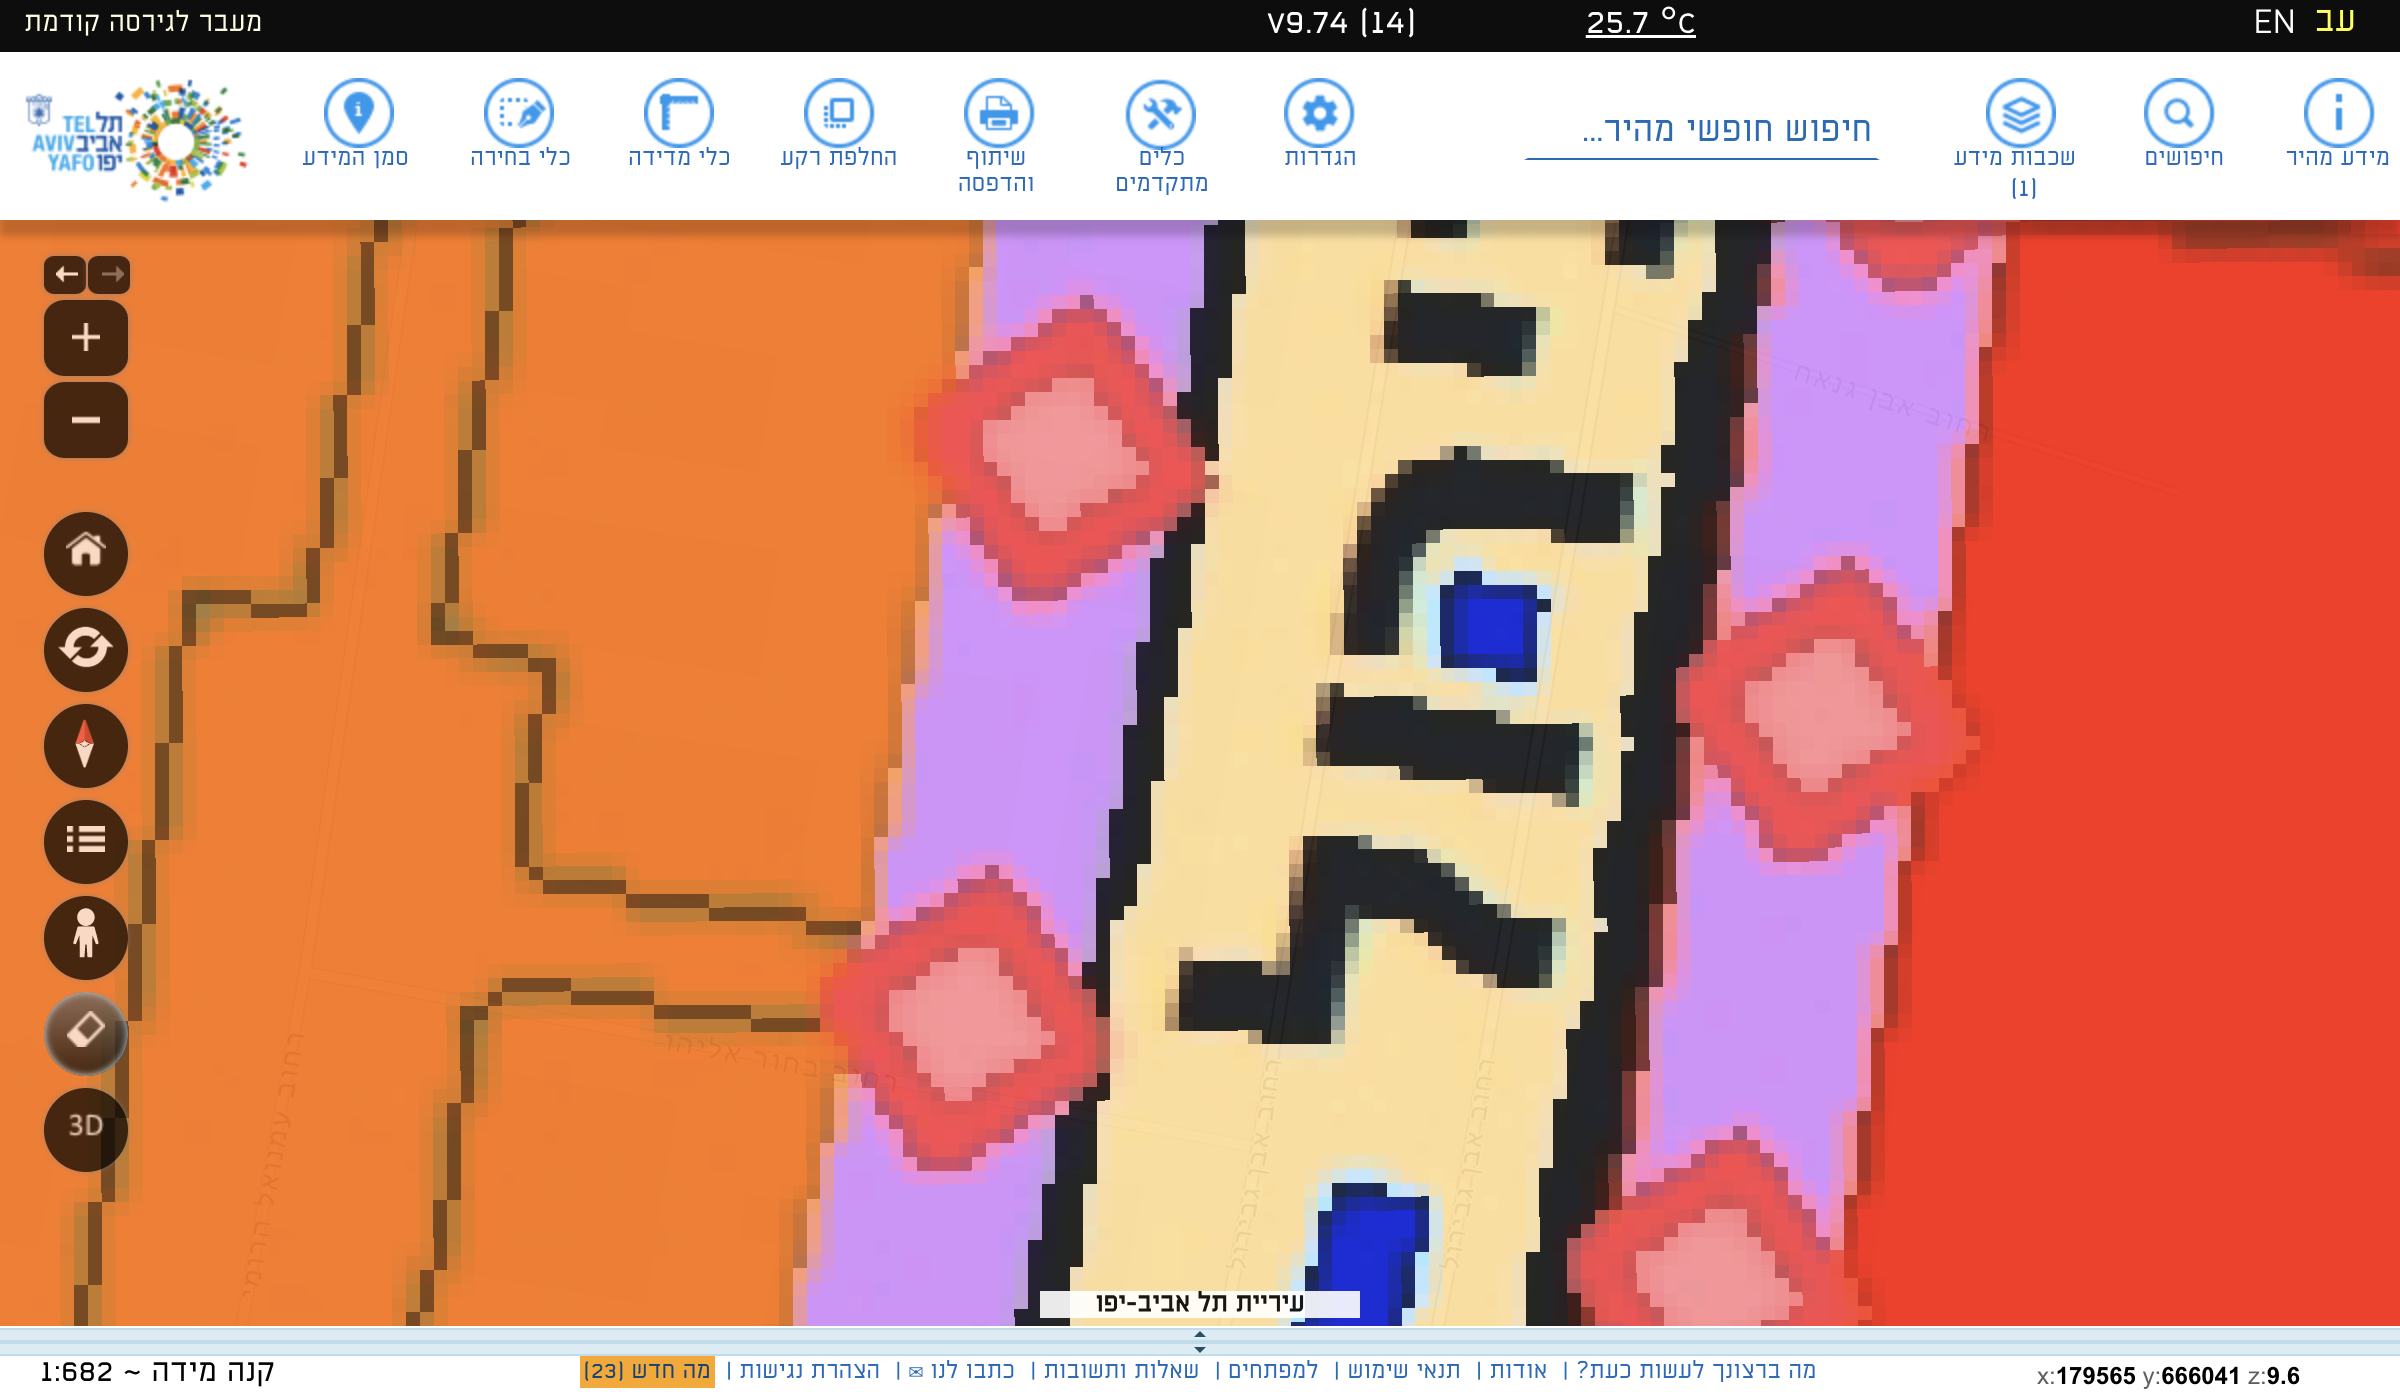 עב EN
25.7 °C
V9.74 (14)
מעבר לגירסה קודמת
מידע מהיר
חיפושים
שכבות מידע
(1)
חיפוש חופשי מהיר...
הגדרות
כלים
מתקדמים
שיתוף
והדפסה
החלפת רקע
כלי מדידה
כלי בחירה
סמן המידע
תל אביב יפו
TEL AVIV YAFO
רחוב אבן גנאח
רחוב בחור אליהו
רחוב עמנואל הרומי
רחוב אבן גבירול
רחוב אבן גבירול
3D
עיריית תל אביב-יפו
מה ברצונך לעשות כעת? | אודות | תנאי שימוש | למפתחים | שאלות ותשובות | כתבו לנו ✉ | הצהרת נגישות | מה חדש (23)
קנה מידה ~ 1:682
x:179565 y:666041 z:9.6